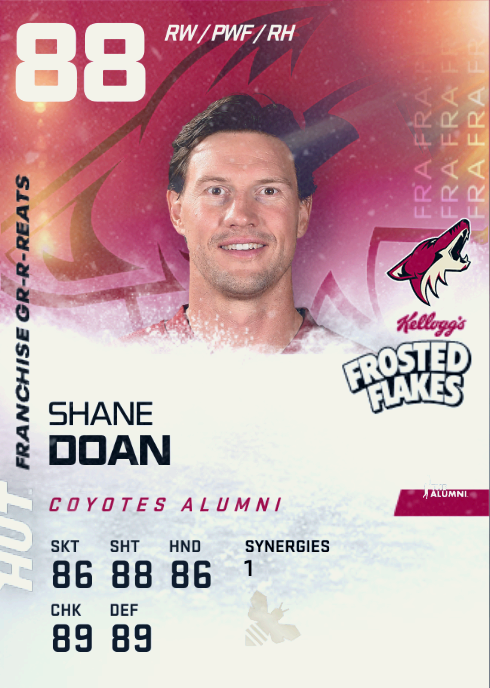 88
RW / PWF / RH
FRA FRA FRA
FRA FRA FRA
FRA FRA FRA
FRANCHISE GR-R-REATS
Kellogg's
FROSTED
FLAKES
SHANE
DOAN
COYOTES ALUMNI
ALUMNI
HUT
SKT SHT HND SYNERGIES
86 88 86 1
CHK DEF
89 89